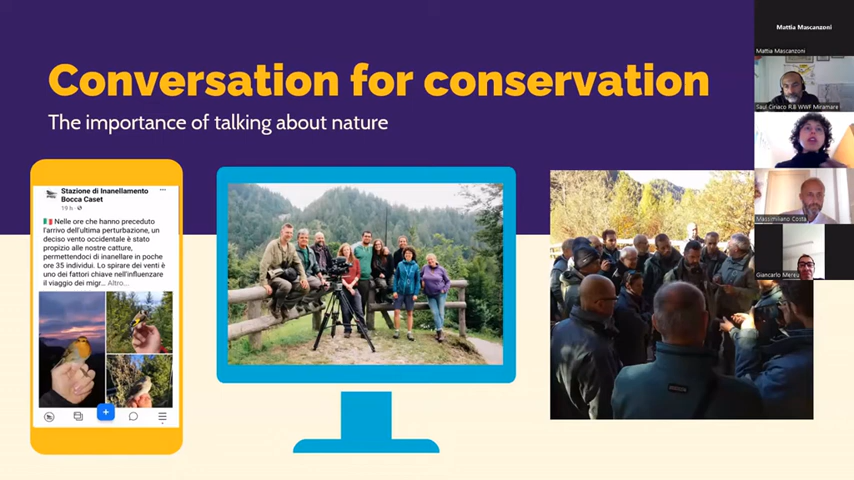 Conversation for conservation
The importance of talking about nature
Stazione di Inanellamento
Bocca Caset
19 h
Nelle ore che hanno preceduto
l'arrivo dell'ultima perturbazione, un
deciso vento occidentale è stato
propizio alle nostre catture,
permettendoci di inanellare in poche
ore 35 individui. Lo spirare dei venti è
uno dei fattori chiave nell'influenzare
il viaggio dei migr... Altro...
Mattia Mascanzoni
Mattia Mascanzoni
Saul Ciriaco R.B WWF Miramare
Massimiliano Costa
Giancarlo Mereu